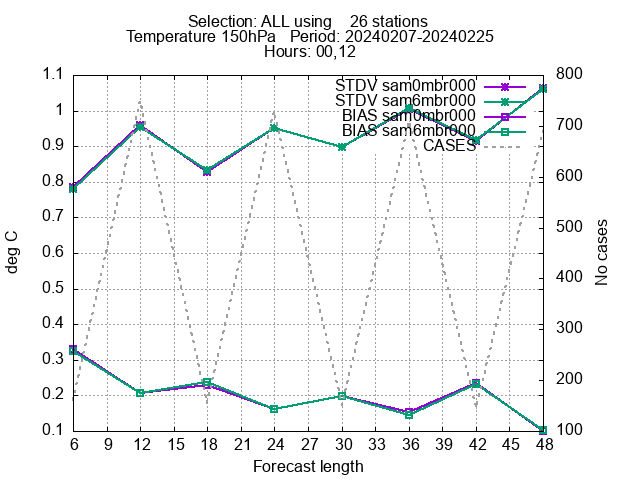 Selection: ALL using    26 stations
Temperature 150hPa   Period: 20240207-20240225
Hours: 00,12
STDV sam0mbr000
STDV sam6mbr000
BIAS sam0mbr000
BIAS sam6mbr000
CASES
1.1
1
0.9
0.8
0.7
0.6
0.5
0.4
0.3
0.2
0.1
deg C
800
700
600
500
400
300
200
100
No cases
6 9 12 15 18 21 24 27 30 33 36 39 42 45 48
Forecast length